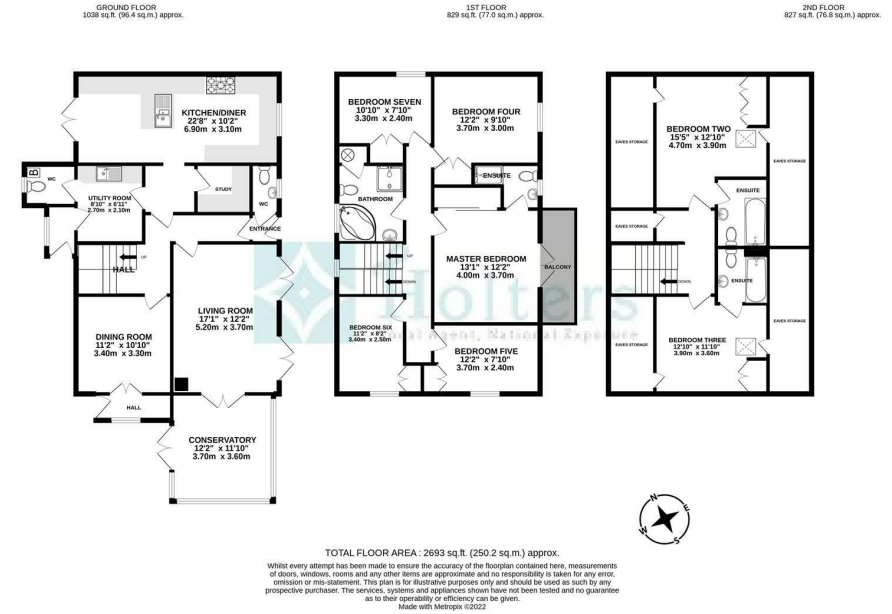 GROUND FLOOR
1038 sq.ft. (96.4 sq.m.) approx.
1ST FLOOR
829 sq.ft. (77.0 sq.m.) approx.
2ND FLOOR
827 sq.ft. (76.8 sq.m.) approx.
KITCHEN/DINER
22'8" x 10'2"
6.90m x 3.10m
B
WC
UTILITY ROOM
8'10" x 6'11"
2.70m x 2.10m
STUDY
WC
ENTRANCE
UP
HALL
LIVING ROOM
17'1" x 12'2"
5.20m x 3.70m
DINING ROOM
11'2" x 10'10"
3.40m x 3.30m
HALL
CONSERVATORY
12'2" x 11'10"
3.70m x 3.60m
BEDROOM SEVEN
10'10" x 7'10"
3.30m x 2.40m
BEDROOM FOUR
12'2" x 9'10"
3.70m x 3.00m
ENSUITE
BATHROOM
UP
DOWN
MASTER BEDROOM
13'1" x 12'2"
4.00m x 3.70m
BALCONY
BEDROOM SIX
11'2" x 8'2"
3.40m x 2.50m
BEDROOM FIVE
12'2" x 7'10"
3.70m x 2.40m
BEDROOM TWO
15'5" x 12'10"
4.70m x 3.90m
EAVES STORAGE
EAVES STORAGE
ENSUITE
EAVES STORAGE
DOWN
ENSUITE
BEDROOM THREE
12'10" x 11'10"
3.90m x 3.60m
EAVES STORAGE
EAVES STORAGE
Holters
Local Agent, National Exposure
N
E
S
W
TOTAL FLOOR AREA : 2693 sq.ft. (250.2 sq.m.) approx.
Whilst every attempt has been made to ensure the accuracy of the floorplan contained here, measurements
of doors, windows, rooms and any other items are approximate and no responsibility is taken for any error,
omission or mis-statement. This plan is for illustrative purposes only and should be used as such by any
prospective purchaser. The services, systems and appliances shown have not been tested and no guarantee
as to their operability or efficiency can be given.
Made with Metropix ©2022